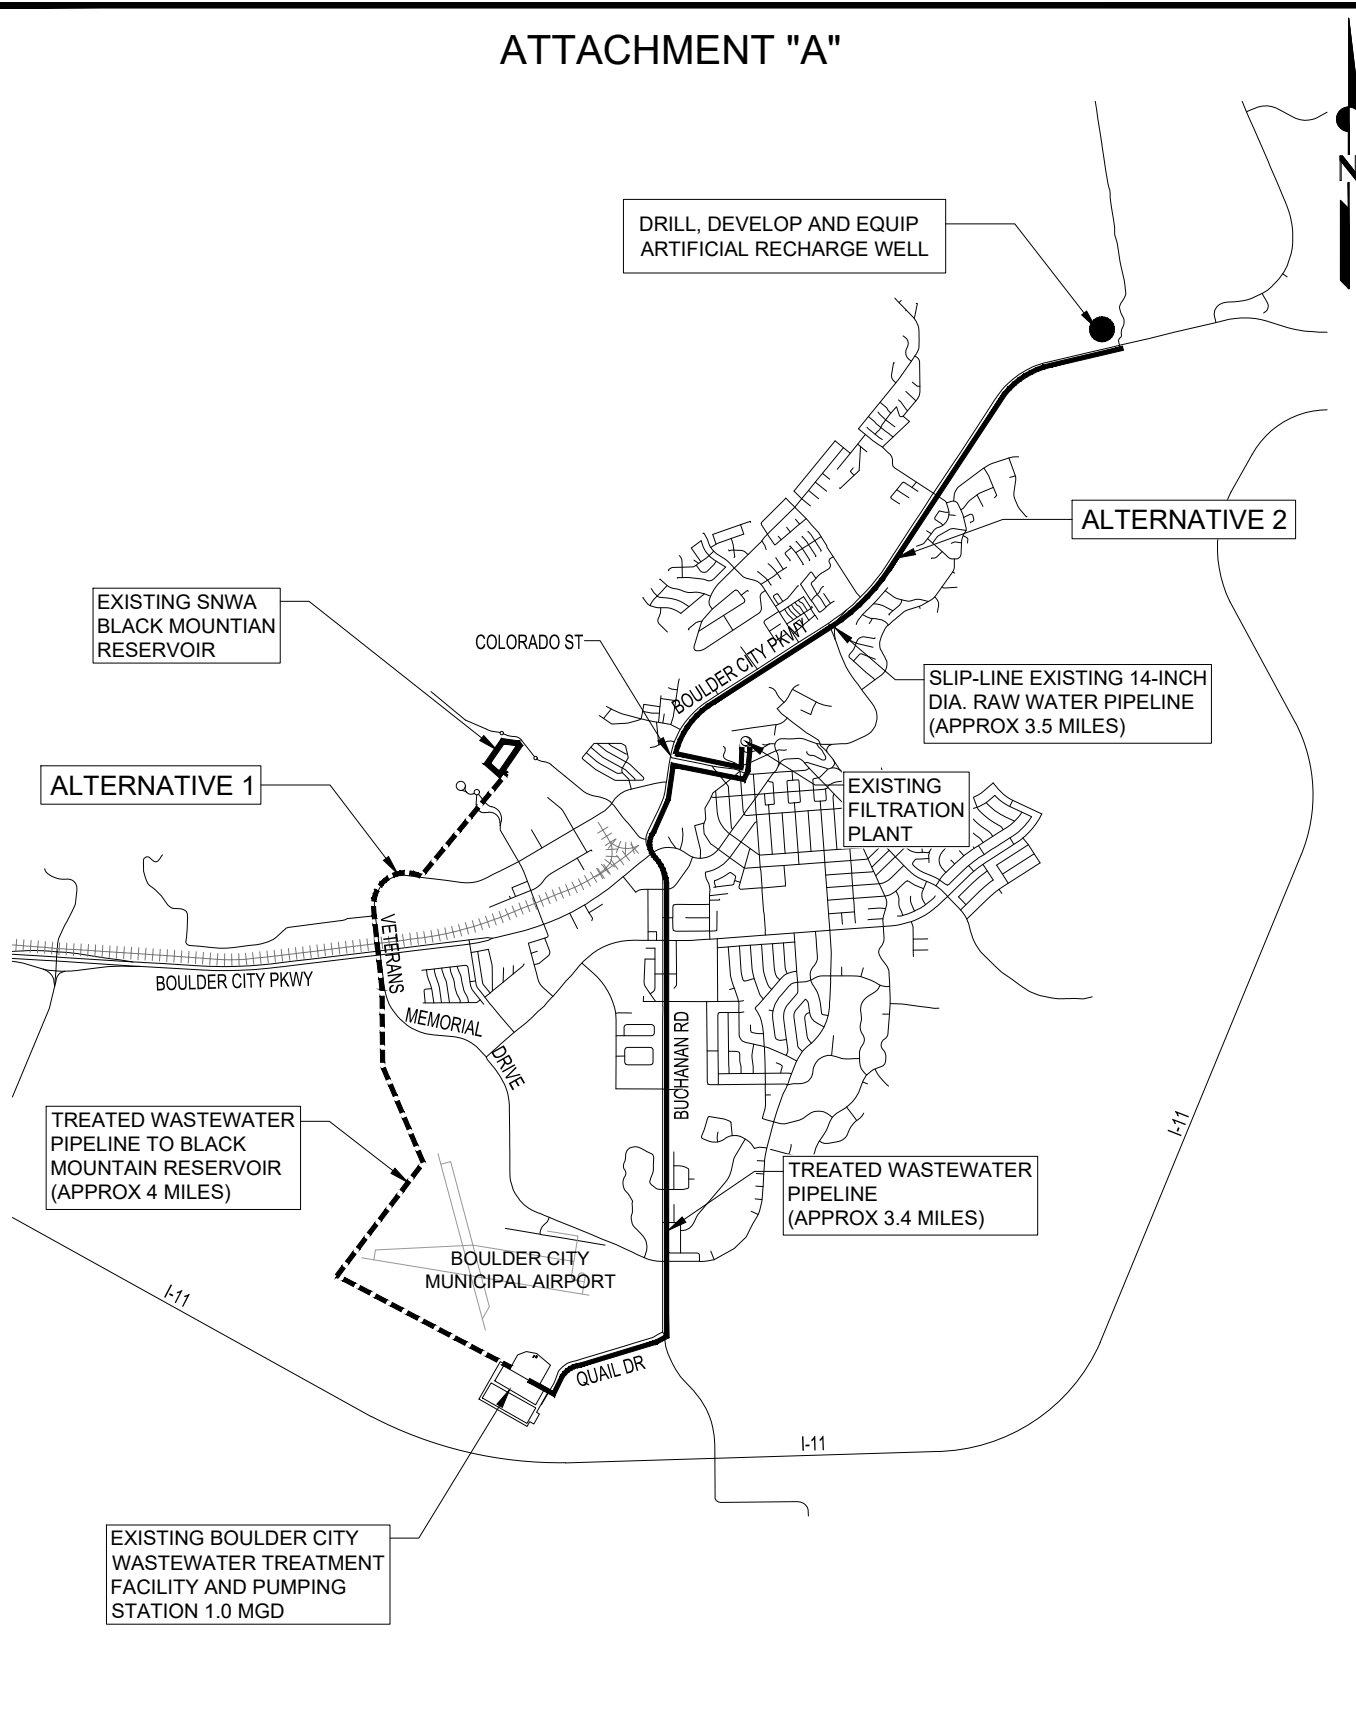 ATTACHMENT "A"
N
DRILL, DEVELOP AND EQUIP
ARTIFICIAL RECHARGE WELL
ALTERNATIVE 2
EXISTING SNWA
BLACK MOUNTIAN
RESERVOIR
COLORADO ST
BOULDER CITY PKWY
SLIP-LINE EXISTING 14-INCH
DIA. RAW WATER PIPELINE
(APPROX 3.5 MILES)
ALTERNATIVE 1
EXISTING
FILTRATION
PLANT
VETERANS
MEMORIAL
DRIVE
BOULDER CITY PKWY
BUCHANAN RD
TREATED WASTEWATER
PIPELINE TO BLACK
MOUNTAIN RESERVOIR
(APPROX 4 MILES)
I-11
TREATED WASTEWATER
PIPELINE
(APPROX 3.4 MILES)
BOULDER CITY
MUNICIPAL AIRPORT
I-11
QUAIL DR
I-11
EXISTING BOULDER CITY
WASTEWATER TREATMENT
FACILITY AND PUMPING
STATION 1.0 MGD